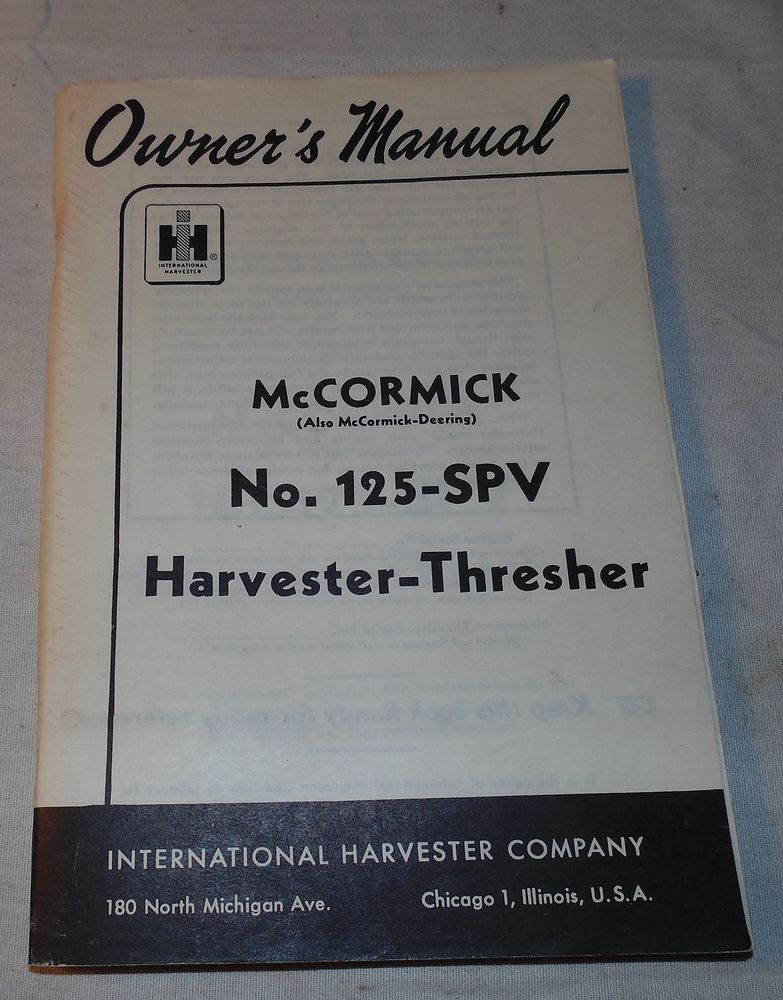 Owner's Manual
IH
INTERNATIONAL
HARVESTER
®
McCORMICK
(Also McCormick-Deering)
No. 125-SPV
Harvester-Thresher
INTERNATIONAL HARVESTER COMPANY
180 North Michigan Ave. Chicago 1, Illinois, U.S.A.